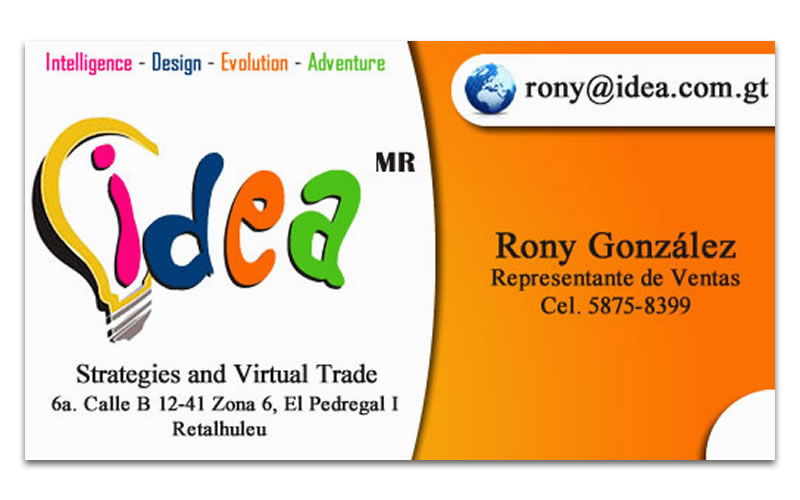 Intelligence - Design - Evolution - Adventure
idea
MR
Strategies and Virtual Trade
6a. Calle B 12-41 Zona 6, El Pedregal I
Retalhuleu
rony@idea.com.gt
Rony González
Representante de Ventas
Cel. 5875-8399